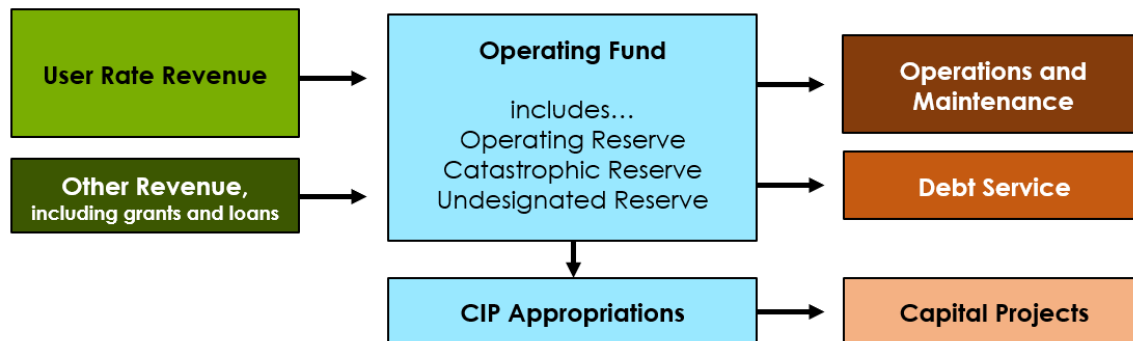 User Rate Revenue
Other Revenue,
including grants and loans
Operating Fund
includes…
Operating Reserve
Catastrophic Reserve
Undesignated Reserve
CIP Appropriations
Operations and
Maintenance
Debt Service
Capital Projects